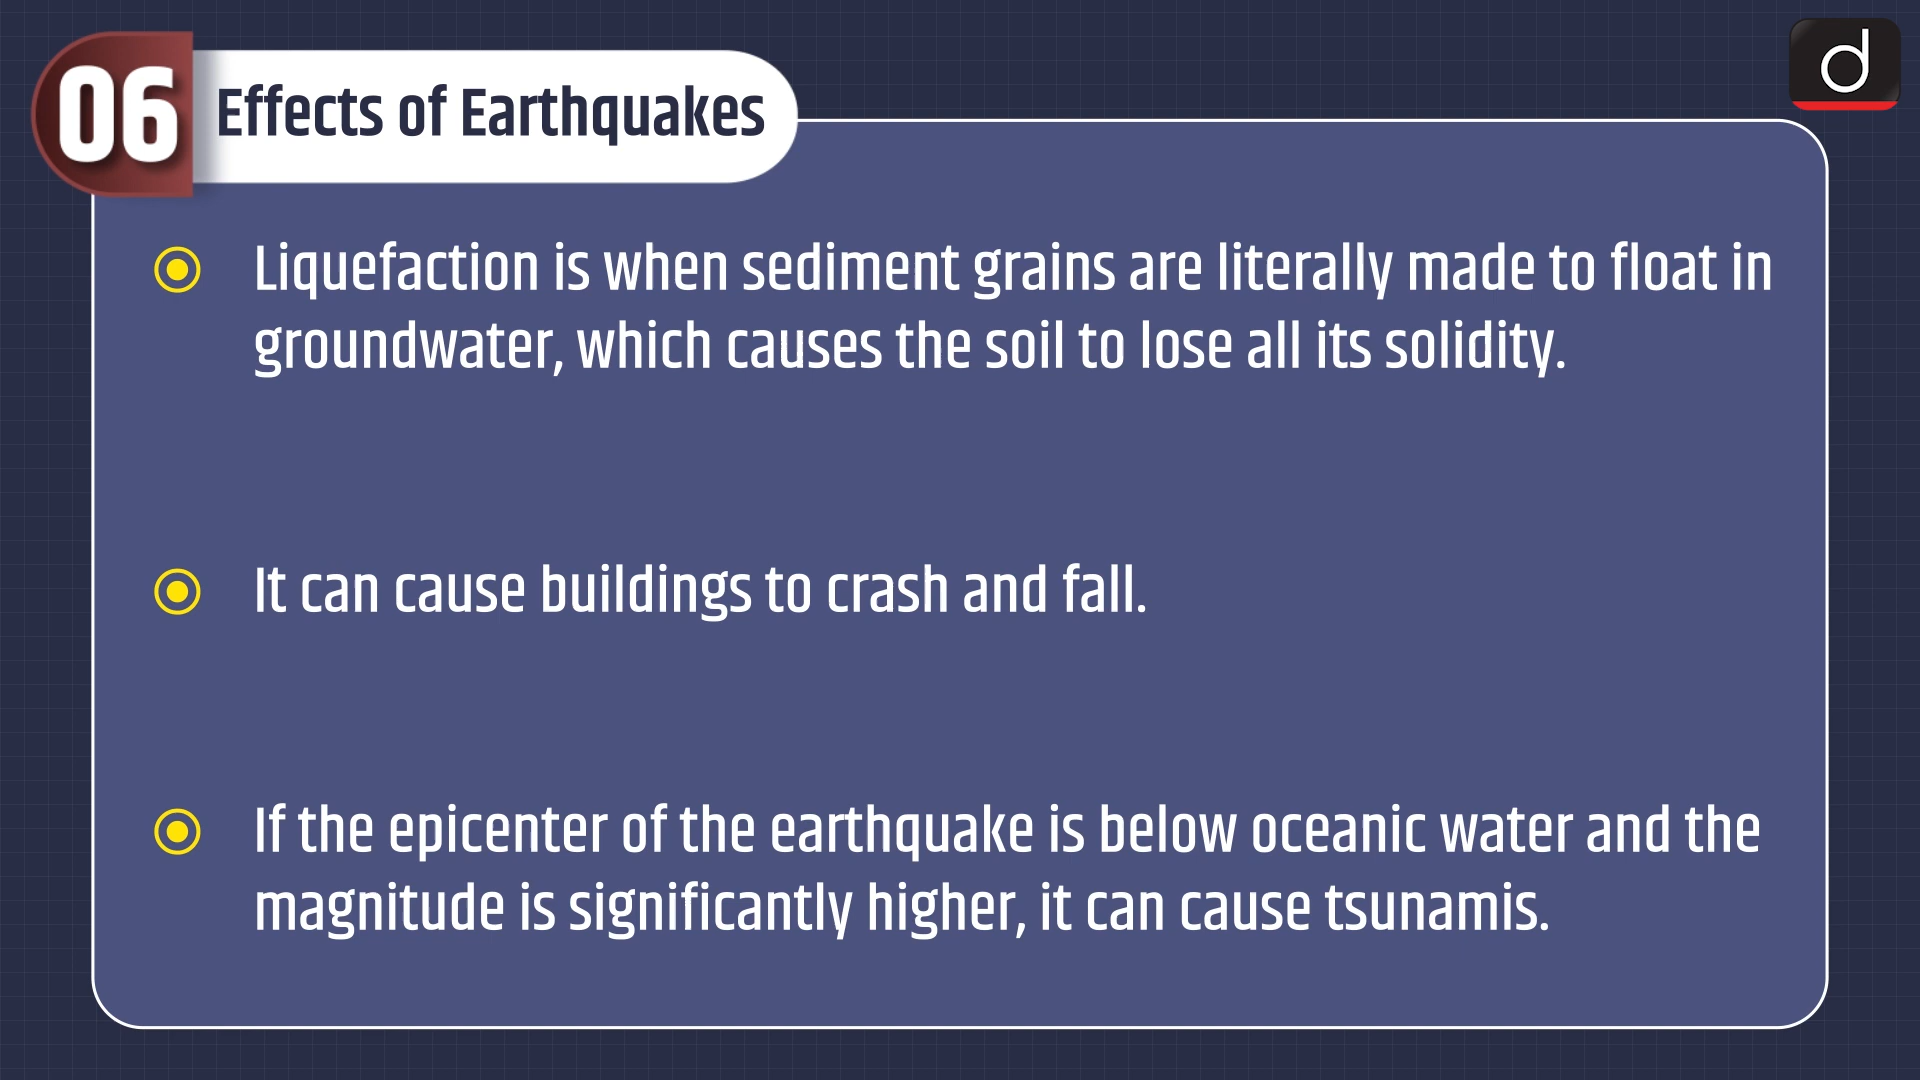 06 Effects of Earthquakes
d
Liquefaction is when sediment grains are literally made to float in
groundwater, which causes the soil to lose all its solidity.
It can cause buildings to crash and fall.
If the epicenter of the earthquake is below oceanic water and the
magnitude is significantly higher, it can cause tsunamis.